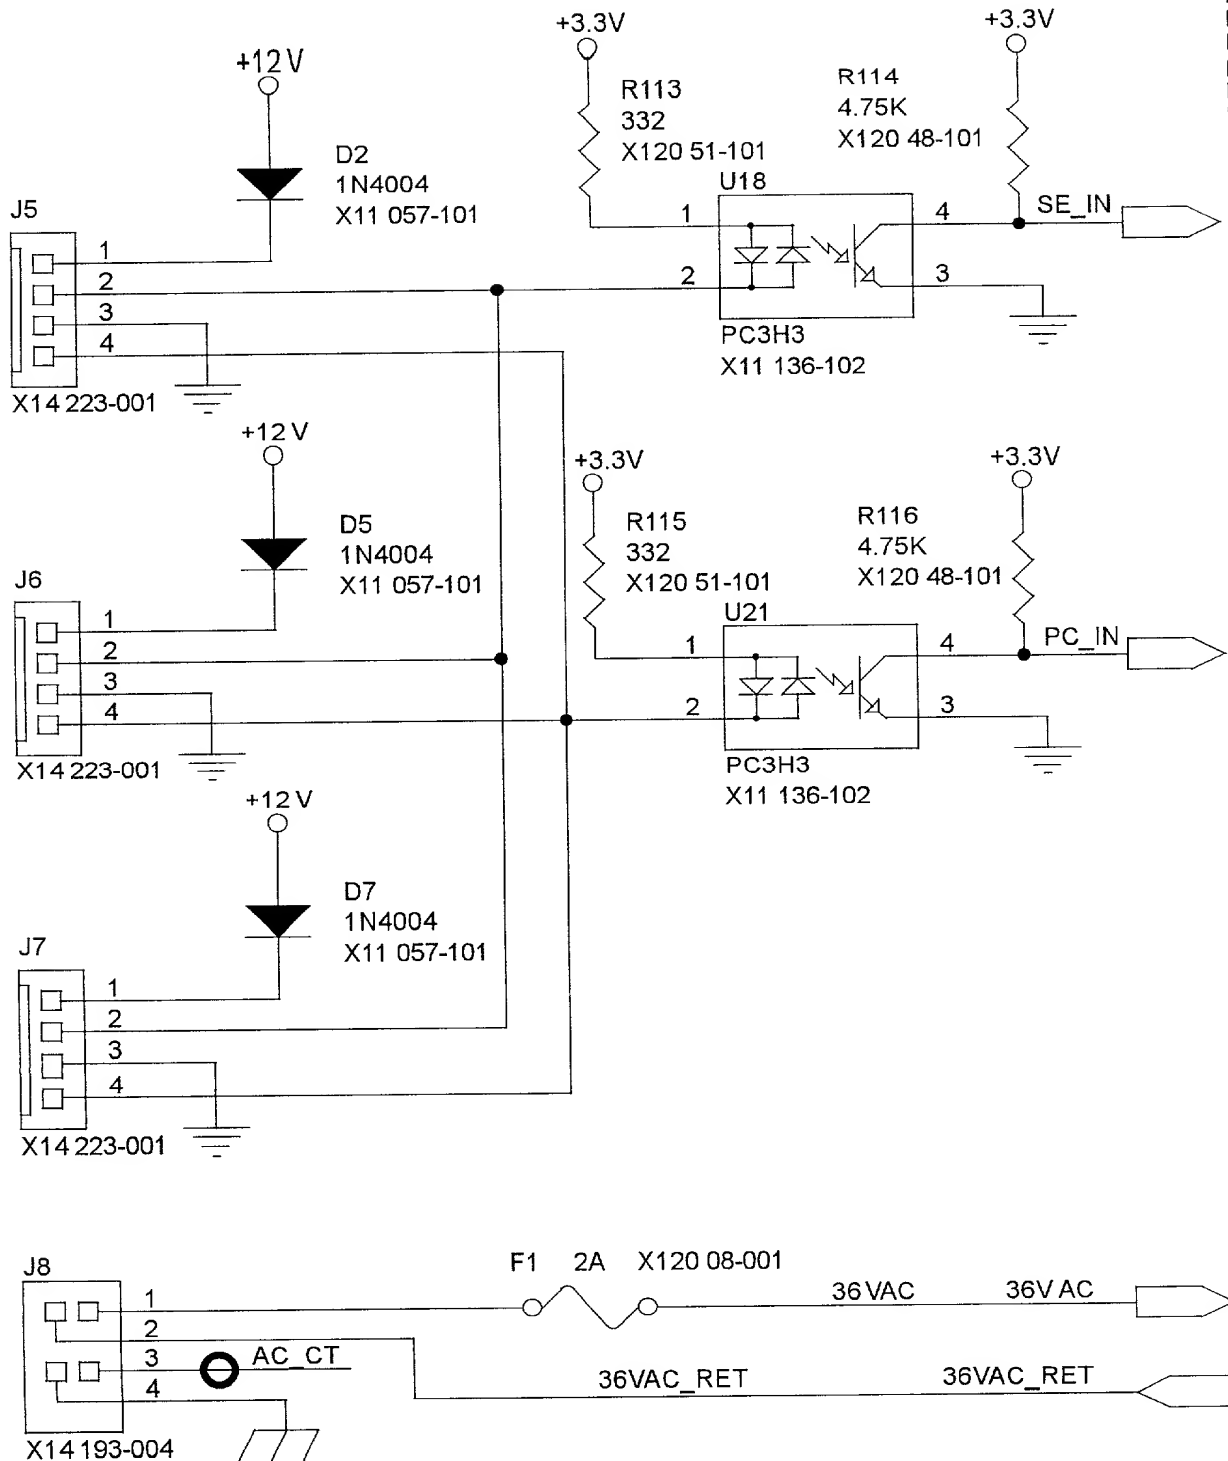 +3.3V
+3.3V
+12V
R113
332
X120 51-101
R114
4.75K
X120 48-101
D2
1N4004
X11 057-101
U18
J5
1
2
3
4
1
2
4
3
SE_IN
PC3H3
X11 136-102
X14 223-001
+12V
+3.3V
+3.3V
D5
1N4004
X11 057-101
R115
332
X120 51-101
R116
4.75K
X120 48-101
U21
J6
1
2
3
4
1
2
4
3
PC_IN
PC3H3
X11 136-102
X14 223-001
+12V
D7
1N4004
X11 057-101
J7
1
2
3
4
X14 223-001
J8
F1 2A X120 08-001
1
2
3
4
36VAC 36VAC
AC_CT
36VAC_RET 36VAC_RET
X14 193-004